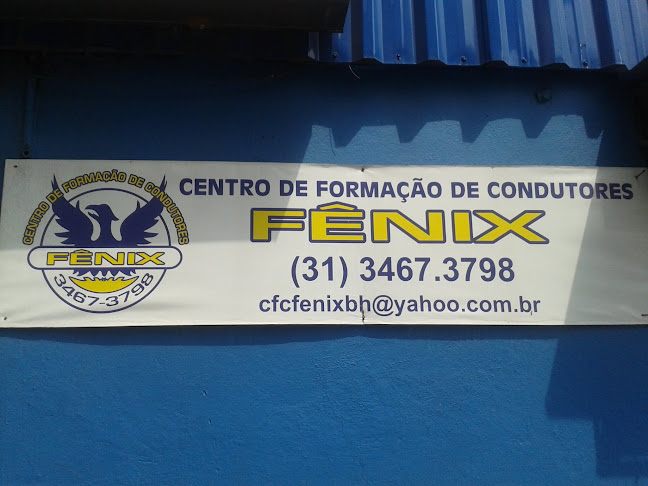 CENTRO DE FORMAÇÃO DE CONDUTORES
FÊNIX
3467-3798
CENTRO DE FORMAÇÃO DE CONDUTORES
FÊNIX
(31) 3467.3798
cfcfenixbh@yahoo.com.br